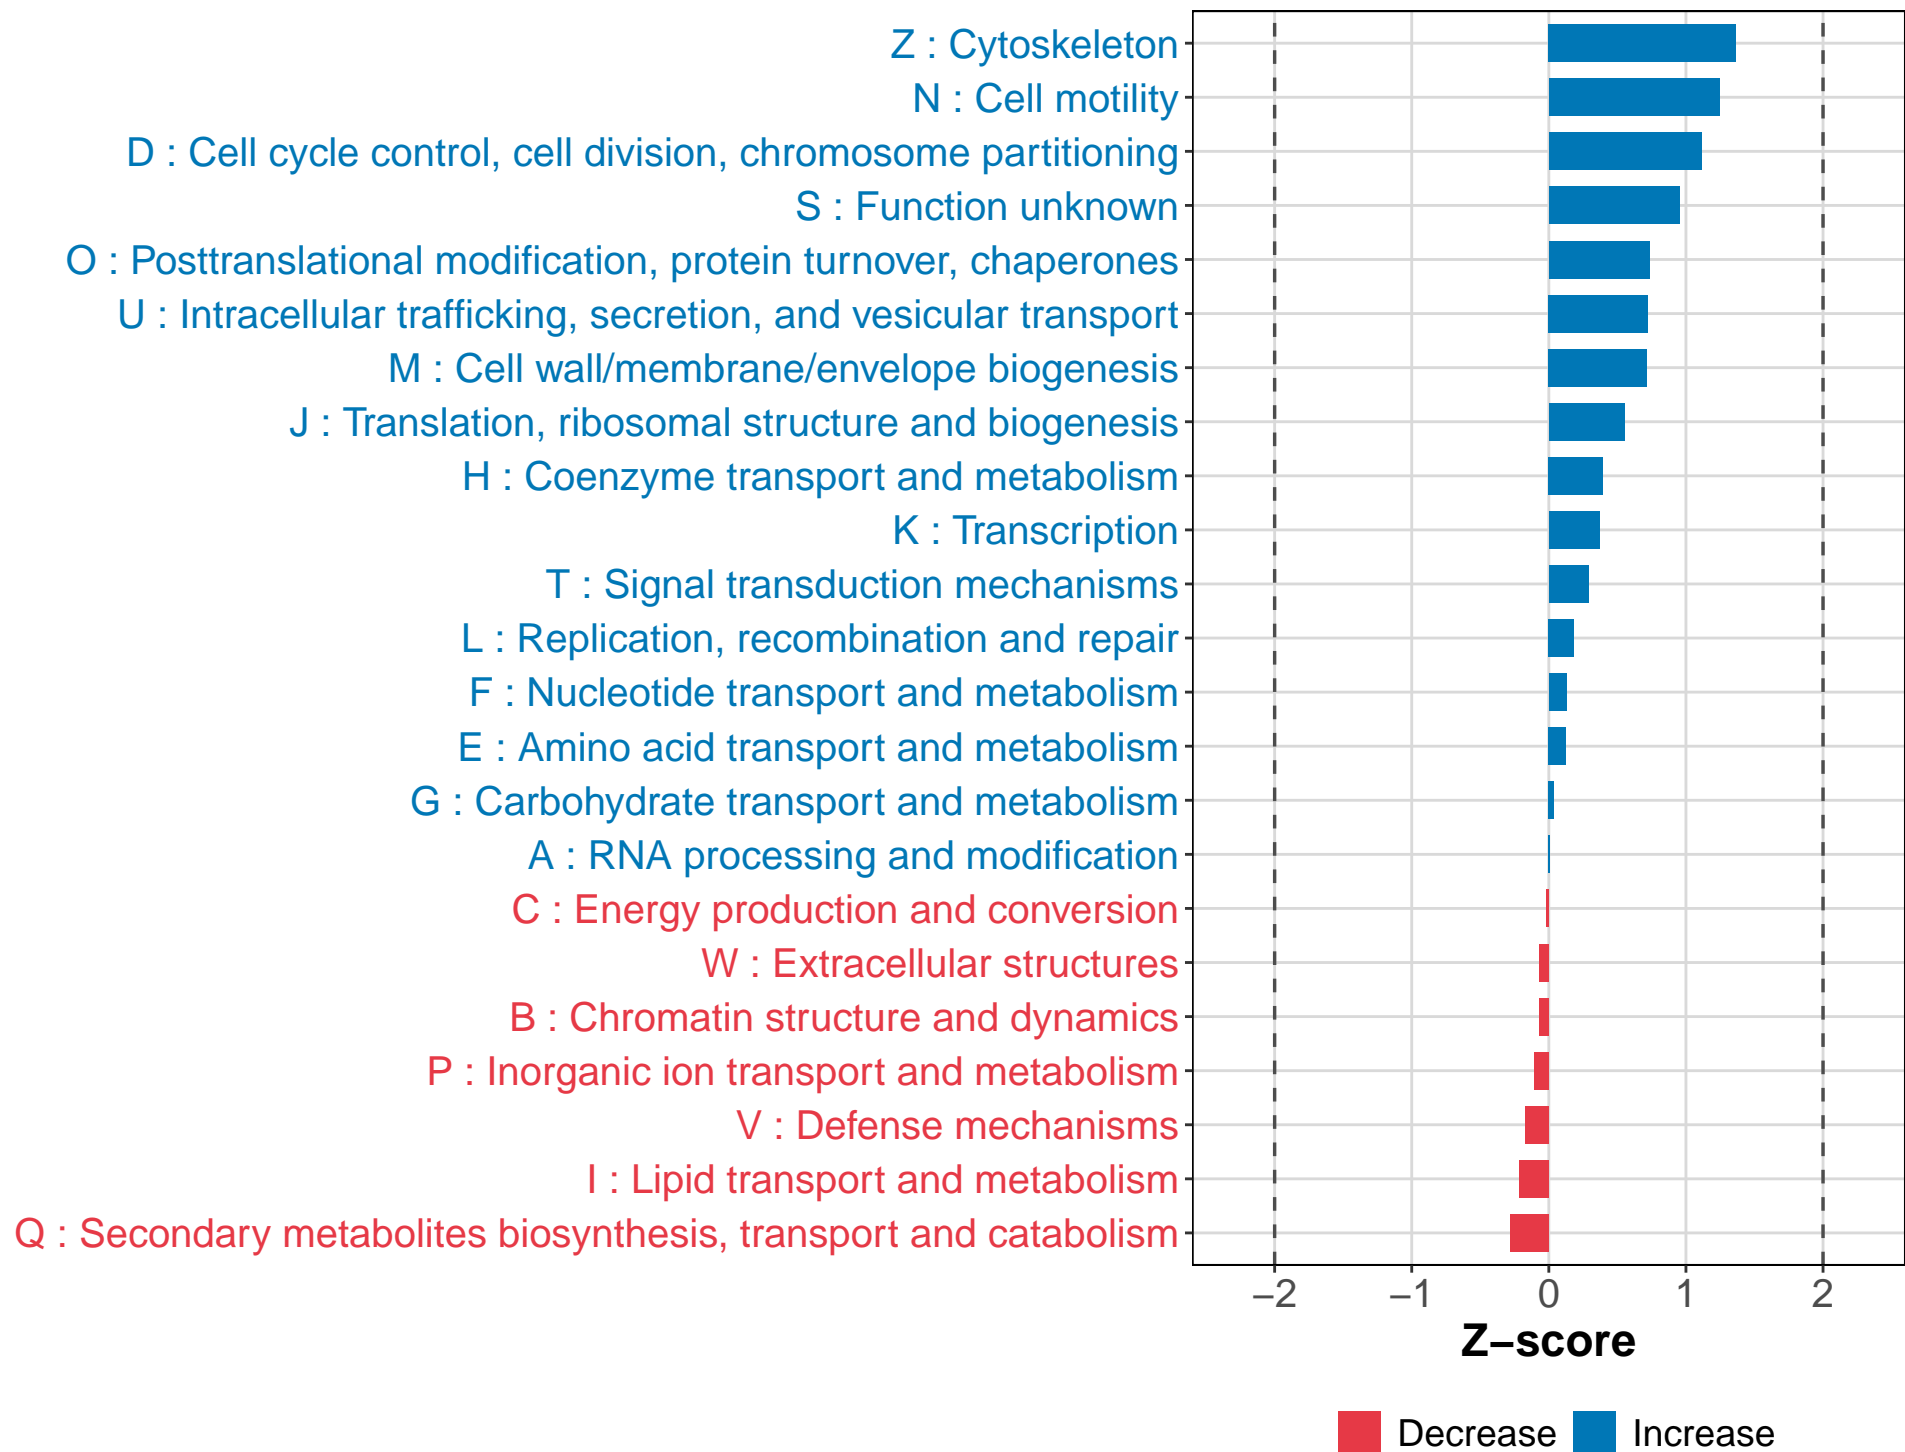 Z : Cytoskeleton
N : Cell motility
D : Cell cycle control, cell division, chromosome partitioning
S : Function unknown
O : Posttranslational modification, protein turnover, chaperones
U : Intracellular trafficking, secretion, and vesicular transport
M : Cell wall/membrane/envelope biogenesis
J : Translation, ribosomal structure and biogenesis
H : Coenzyme transport and metabolism
K : Transcription
T : Signal transduction mechanisms
L : Replication, recombination and repair
F : Nucleotide transport and metabolism
E : Amino acid transport and metabolism
G : Carbohydrate transport and metabolism
A : RNA processing and modification
C : Energy production and conversion
W : Extracellular structures
B : Chromatin structure and dynamics
P : Inorganic ion transport and metabolism
V : Defense mechanisms
I : Lipid transport and metabolism
Q : Secondary metabolites biosynthesis, transport and catabolism
−2 −1 0 1 2
Z−score
Decrease Increase